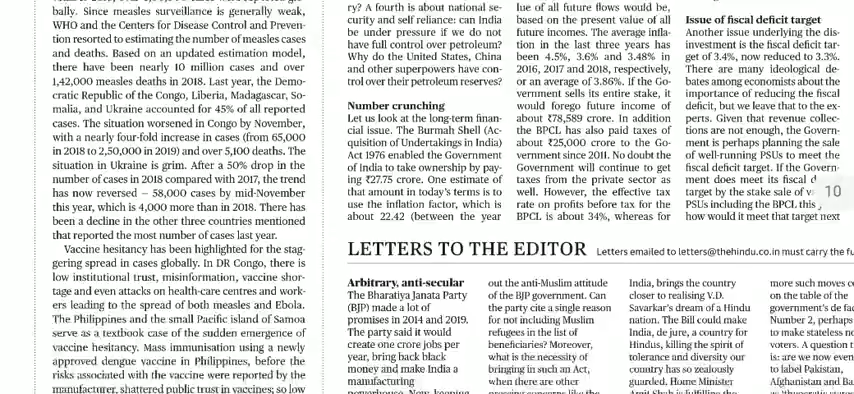 bally. Since measles surveillance is generally weak,
WHO and the Centers for Disease Control and Preven-
tion resorted to estimating the number of measles cases
and deaths. Based on an updated estimation model,
there have been nearly 10 million cases and over
1,42,000 measles deaths in 2018. Last year, the Demo-
cratic Republic of the Congo, Liberia, Madagascar, So-
malia, and Ukraine accounted for 45% of all reported
cases. The situation worsened in Congo by November,
with a nearly four-fold increase in cases (from 65,000
in 2018 to 2,50,000 in 2019) and over 5,100 deaths. The
situation in Ukraine is grim. After a 50% drop in the
number of cases in 2018 compared with 2017, the trend
has now reversed — 58,000 cases by mid-November
this year, which is 4,000 more than in 2018. There has
been a decline in the other three countries mentioned
that reported the most number of cases last year.
Vaccine hesitancy has been highlighted for the stag-
gering spread in cases globally. In DR Congo, there is
low institutional trust, misinformation, vaccine shor-
tage and even attacks on health-care centres and work-
ers leading to the spread of both measles and Ebola.
The Philippines and the small Pacific island of Samoa
serve as a textbook case of the sudden emergence of
vaccine hesitancy. Mass immunisation using a newly
approved dengue vaccine in Philippines, before the
risks associated with the vaccine were reported by the
manufacturer, shattered public trust in vaccines; so low
ry? A fourth is about national se-
curity and self reliance: can India
be under pressure if we do not
have full control over petroleum?
Why do the United States, China
and other superpowers have con-
trol over their petroleum reserves?
Number crunching
Let us look at the long-term finan-
cial issue. The Burmah Shell (Ac-
quisition of Undertakings in India)
Act 1976 enabled the Government
of India to take ownership by pay-
ing ₹27.75 crore. One estimate of
that amount in today's terms is to
use the inflation factor, which is
about 22.42 (between the year
lue of all future flows would be,
based on the present value of all
future incomes. The average infla-
tion in the last three years has
been 4.5%, 3.6% and 3.48% in
2016, 2017 and 2018, respectively,
or an average of 3.86%. If the Go-
vernment sells its entire stake, it
would forego future income of
about ₹78,589 crore. In addition
the BPCL has also paid taxes of
about ₹25,000 crore to the Go-
vernment since 2011. No doubt the
Government will continue to get
taxes from the private sector as
well. However, the effective tax
rate on profits before tax for the
BPCL is about 34%, whereas for
Issue of fiscal deficit target
Another issue underlying the dis-
investment is the fiscal deficit tar-
get of 3.4%, now reduced to 3.3%.
There are many ideological de-
bates among economists about the
importance of reducing the fiscal
deficit, but we leave that to the ex-
perts. Given that revenue collec-
tions are not enough, the Govern-
ment is perhaps planning the sale
of well-running PSUs to meet the
fiscal deficit target. If the Govern-
ment does meet its fiscal
target by the stake sale of
PSUs including the BPCL this
how would it meet that target next
10
LETTERS TO THE EDITOR Letters emailed to letters@thehindu.co.in must carry the
Arbitrary, anti-secular
The Bharatiya Janata Party
(BJP) made a lot of
promises in 2014 and 2019.
The party said it would
create one crore jobs per
year, bring back black
money and make India a
manufacturing
powerhouse. Now, keeping
out the anti-Muslim attitude
of the BJP government. Can
the party cite a single reason
for not including Muslim
refugees in the list of
beneficiaries? Moreover,
what is the necessity of
bringing in such an Act,
when there are other
India, brings the country
closer to realising V.D.
Savarkar's dream of a Hindu
nation. The Bill could make
India, de jure, a country for
Hindus, killing the spirit of
tolerance and diversity our
country has so zealously
guarded. Home Minister
Amit Shah is fulfilling the
more such moves
on the table of the
government's de
Number 2, perhaps
to make stateless
voters. A question
is: are we now even
to label Pakistan,
Afghanistan and